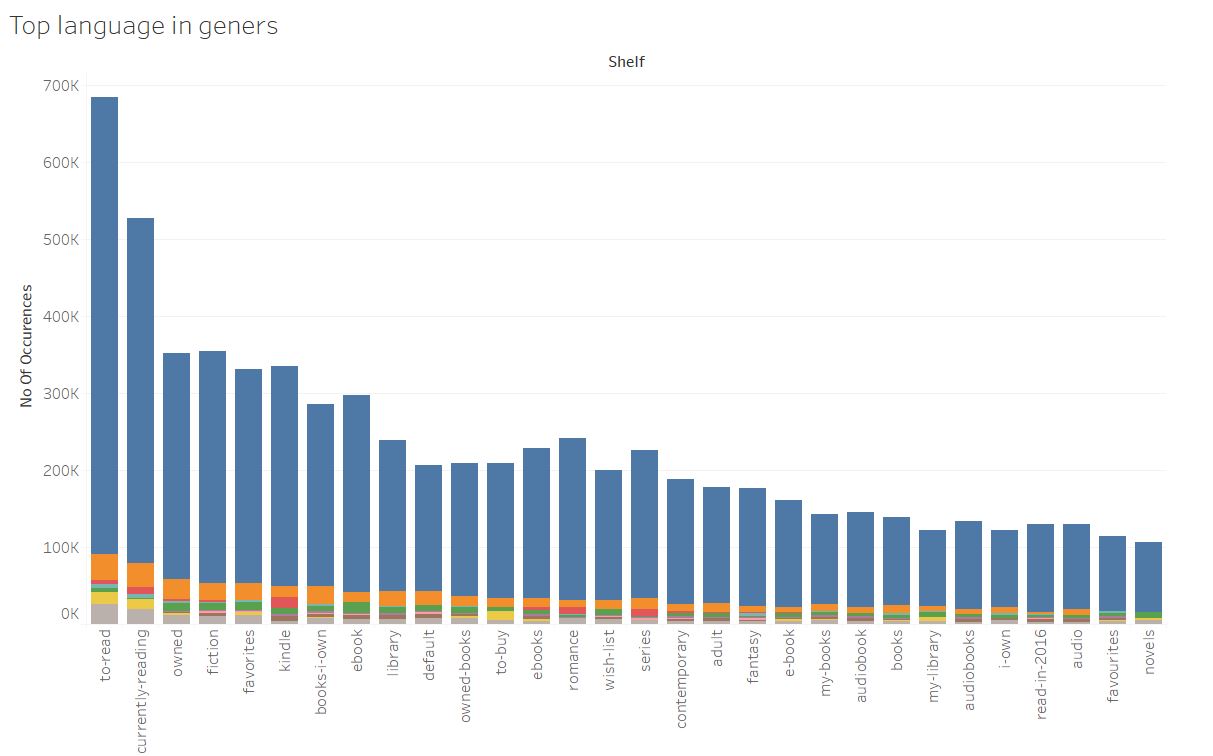 Top language in geners
Shelf
No Of Occurences
700K
600K
500K
400K
300K
200K
100K
0K
to-read
currently-reading
owned
fiction
favorites
kindle
books-i-own
ebook
library
default
owned-books
to-buy
ebooks
romance
wish-list
series
contemporary
adult
fantasy
e-book
my-books
audiobook
books
my-library
audiobooks
i-own
read-in-2016
audio
favourites
novels